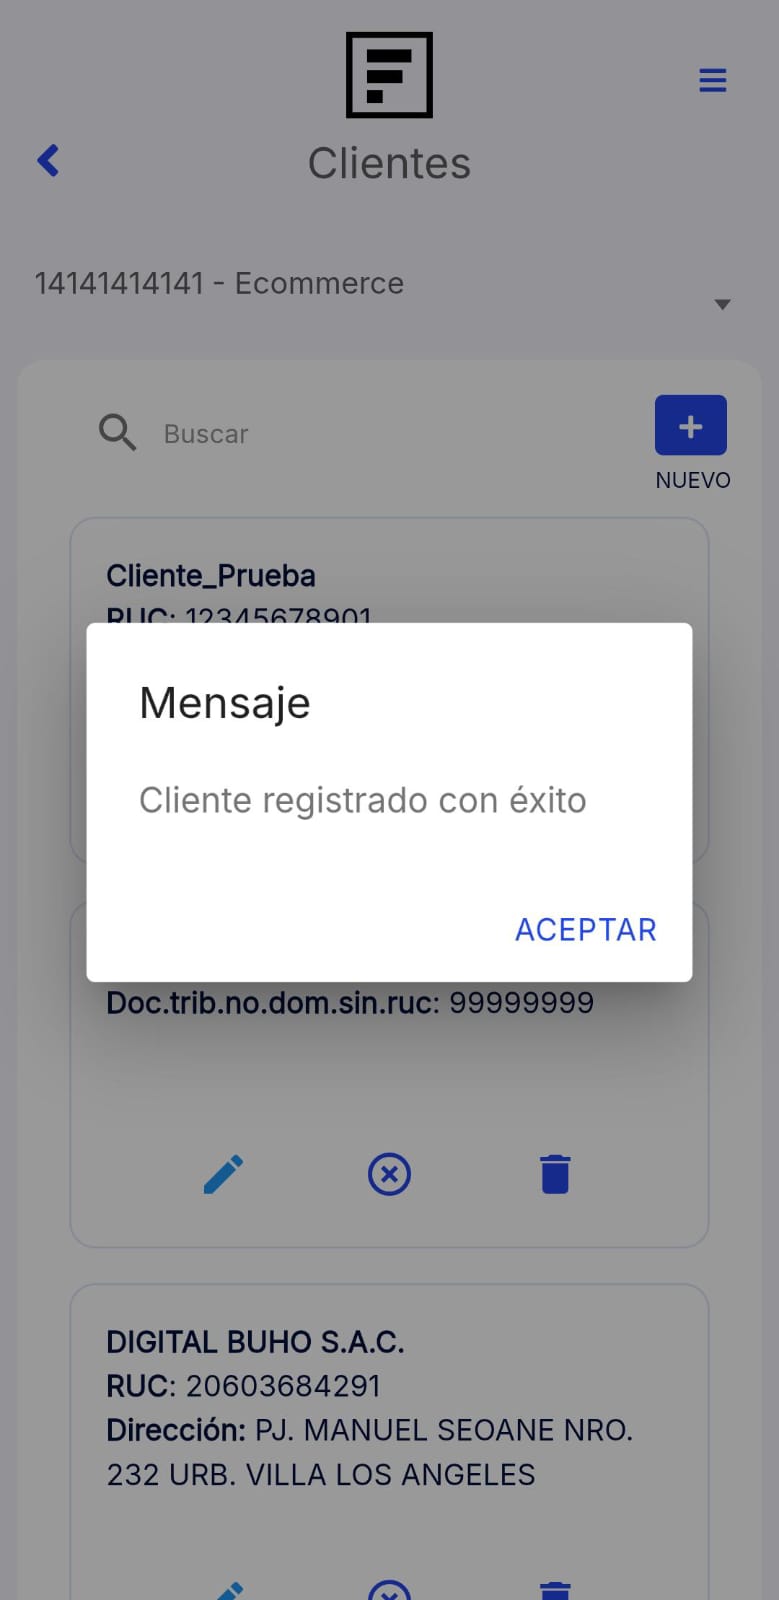 Clientes
14141414141 - Ecommerce
Buscar
NUEVO
Cliente_Prueba
RUC: 12345678901
Mensaje
Cliente registrado con éxito
ACEPTAR
Doc.trib.no.dom.sin.ruc: 99999999
DIGITAL BUHO S.A.C.
RUC: 20603684291
Dirección: PJ. MANUEL SEOANE NRO.
232 URB. VILLA LOS ANGELES